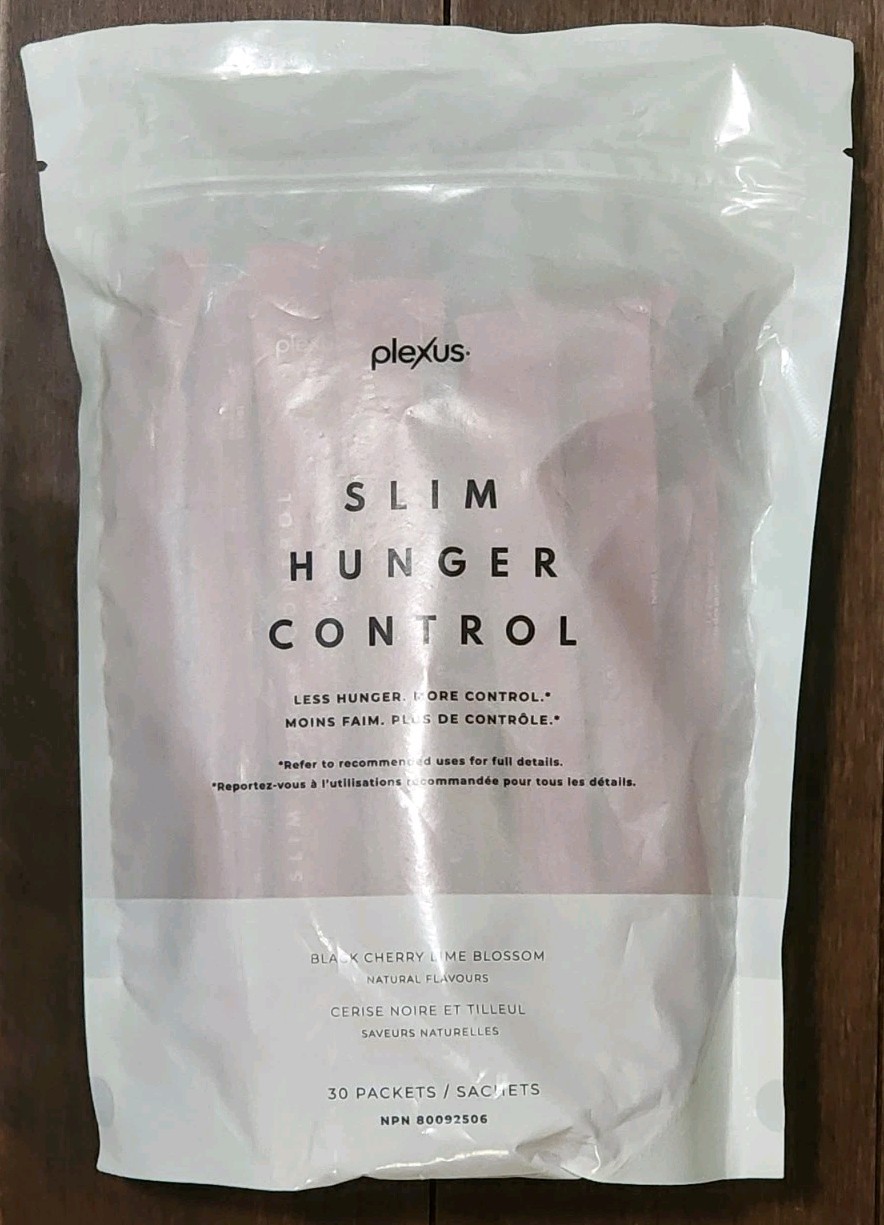 plexus
SLIM
HUNGER
CONTROL
LESS HUNGER. MORE CONTROL.*
MOINS FAIM. PLUS DE CONTRÔLE.*
*Refer to recommended uses for full details.
*Reportez-vous à l'utilisations recommandée pour tous les détails.
BLACK CHERRY LIME BLOSSOM
NATURAL FLAVOURS
CERISE NOIRE ET TILLEUL
SAVEURS NATURELLES
30 PACKETS / SACHETS
NPN 80092506